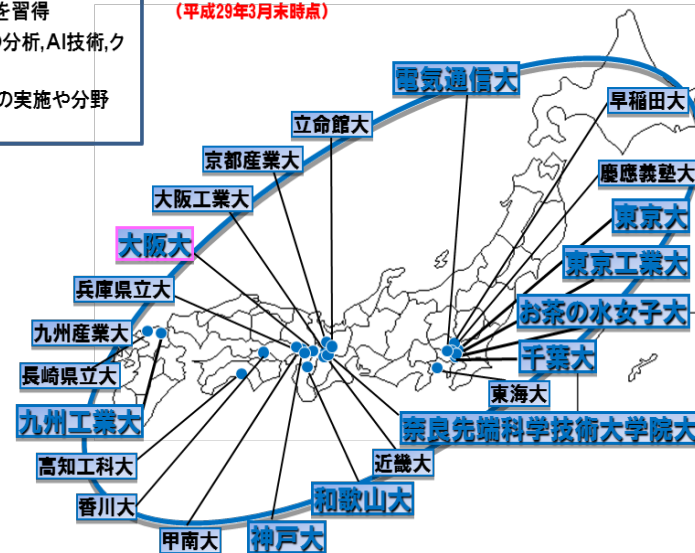 を習得
の分析,AI技術,ク
の実施や分野
(平成29年3月末時点)
電気通信大
早稲田大
立命館大
京都産業大
慶應義塾大
大阪工業大
東京大
大阪大
東京工業大
兵庫県立大
お茶の水女子大
九州産業大
千葉大
長崎県立大
東海大
九州工業大
奈良先端科学技術大学院大
高知工科大
近畿大
香川大
和歌山大
甲南大
神戸大